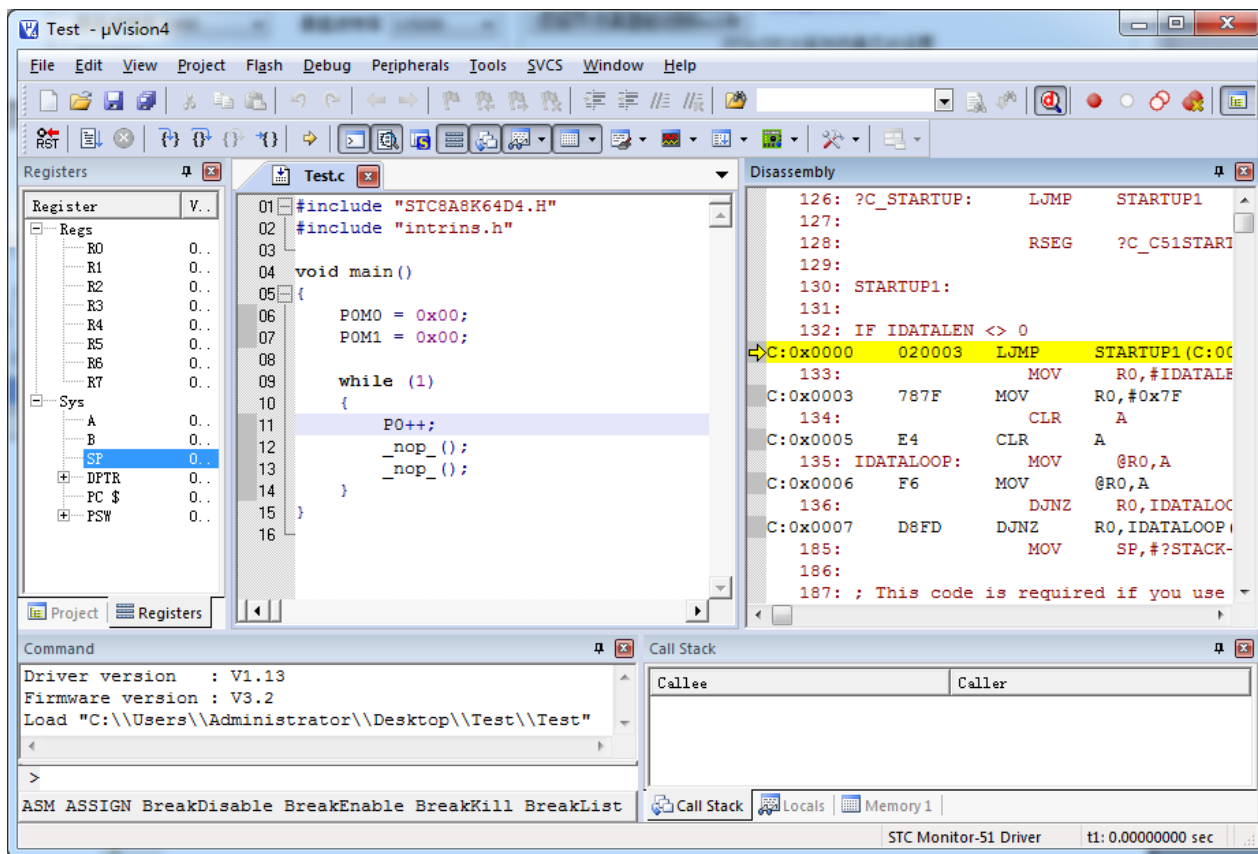 Test - µVision4
File Edit View Project Flash Debug Peripherals Tools SVCS Window Help
RST
Registers
Register V..
Regs
R0 0..
R1 0..
R2 0..
R3 0..
R4 0..
R5 0..
R6 0..
R7 0..
Sys
A 0..
B 0..
SP 0..
DPTR 0..
PC $ 0..
PSW 0..
Project Registers
Test.c
01 #include "STC8A8K64D4.H"
02 #include "intrins.h"
03
04 void main()
05 {
06 P0M0 = 0x00;
07 P0M1 = 0x00;
08
09 while (1)
10 {
11 P0++;
12 _nop_();
13 _nop_();
14 }
15 }
16
Disassembly
126: ?C_STARTUP: LJMP STARTUP1
127:
128: RSEG ?C_C51START
129:
130: STARTUP1:
131:
132: IF IDATALEN <> 0
C:0x0000 020003 LJMP STARTUP1(C:00
133: MOV R0,#IDATALE
C:0x0003 787F MOV R0,#0x7F
134: CLR A
C:0x0005 E4 CLR A
135: IDATALOOP: MOV @R0,A
C:0x0006 F6 MOV @R0,A
136: DJNZ R0,IDATALOO
C:0x0007 D8FD DJNZ R0,IDATALOOP(
185: MOV SP,#?STACK-
186:
187: ; This code is required if you use
Command
Driver version : V1.13
Firmware version : V3.2
Load "C:\\Users\\Administrator\\Desktop\\Test\\Test"
>
ASM ASSIGN BreakDisable BreakEnable BreakKill BreakList
Call Stack
Callee Caller
Call Stack Locals Memory 1
STC Monitor-51 Driver t1: 0.00000000 sec